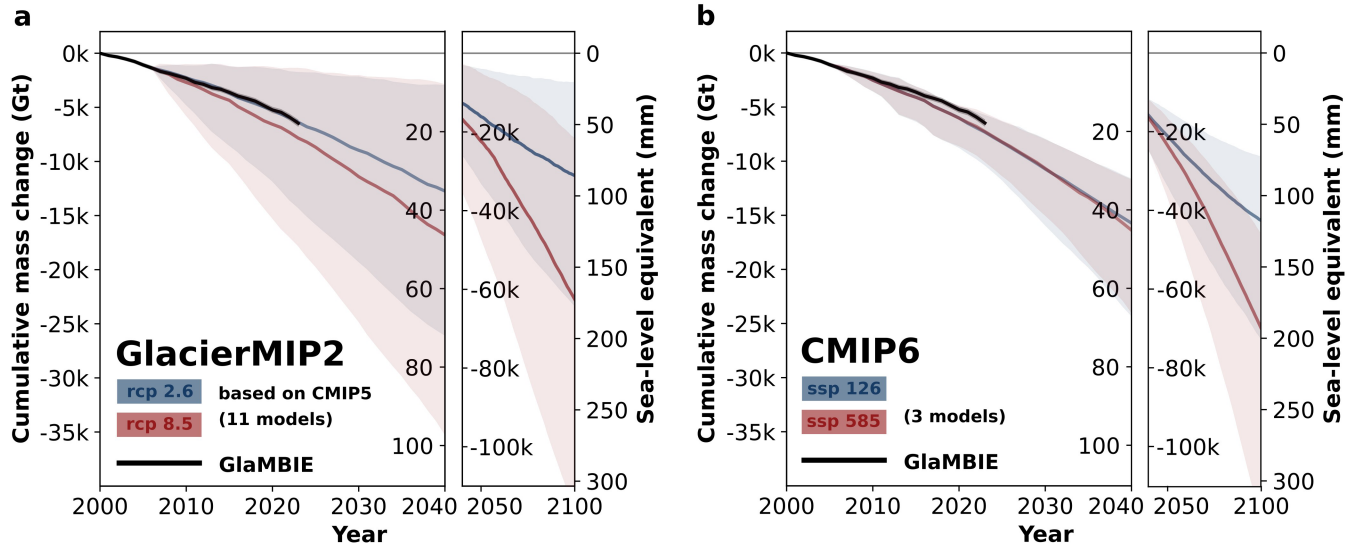 a
Cumulative mass change (Gt)
0k
-5k
-10k
-15k
-20k
-25k
-30k
-35k
20
40
60
80
100
GlacierMIP2
rcp 2.6
based on CMIP5
rcp 8.5
(11 models)
GlaMBIE
2000 2010 2020 2030 2040
-20k
-40k
-60k
-80k
-100k
2050 2100
Year
0
50
100
150
200
250
300
Sea-level equivalent (mm)
b
Cumulative mass change (Gt)
0k
-5k
-10k
-15k
-20k
-25k
-30k
-35k
20
40
60
80
100
CMIP6
ssp 126
ssp 585
(3 models)
GlaMBIE
2000 2010 2020 2030 2040
-20k
-40k
-60k
-80k
-100k
2050 2100
Year
0
50
100
150
200
250
300
Sea-level equivalent (mm)